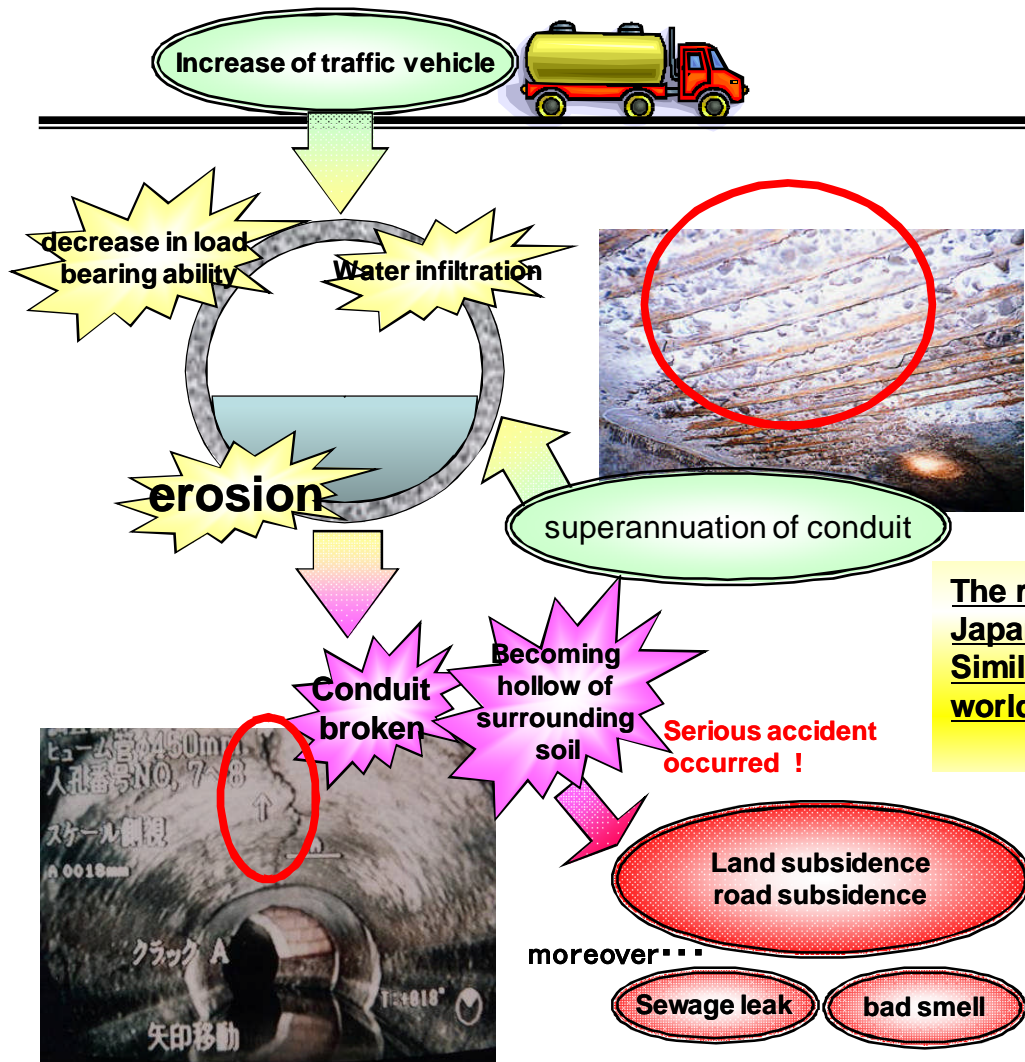 Increase of traffic vehicle
decrease in load
bearing ability
Water infiltration
erosion
superannuation of conduit
The
Japa
Simil
world
Conduit
broken
Becoming
hollow of
surrounding
soil
Serious accident
occurred !
ヒューム管φ450mm
人孔番号NO, 7~8
スケール側視
A 0018mm
クラック A
矢印移動
Land subsidence
road subsidence
moreover・・・
Sewage leak
bad smell